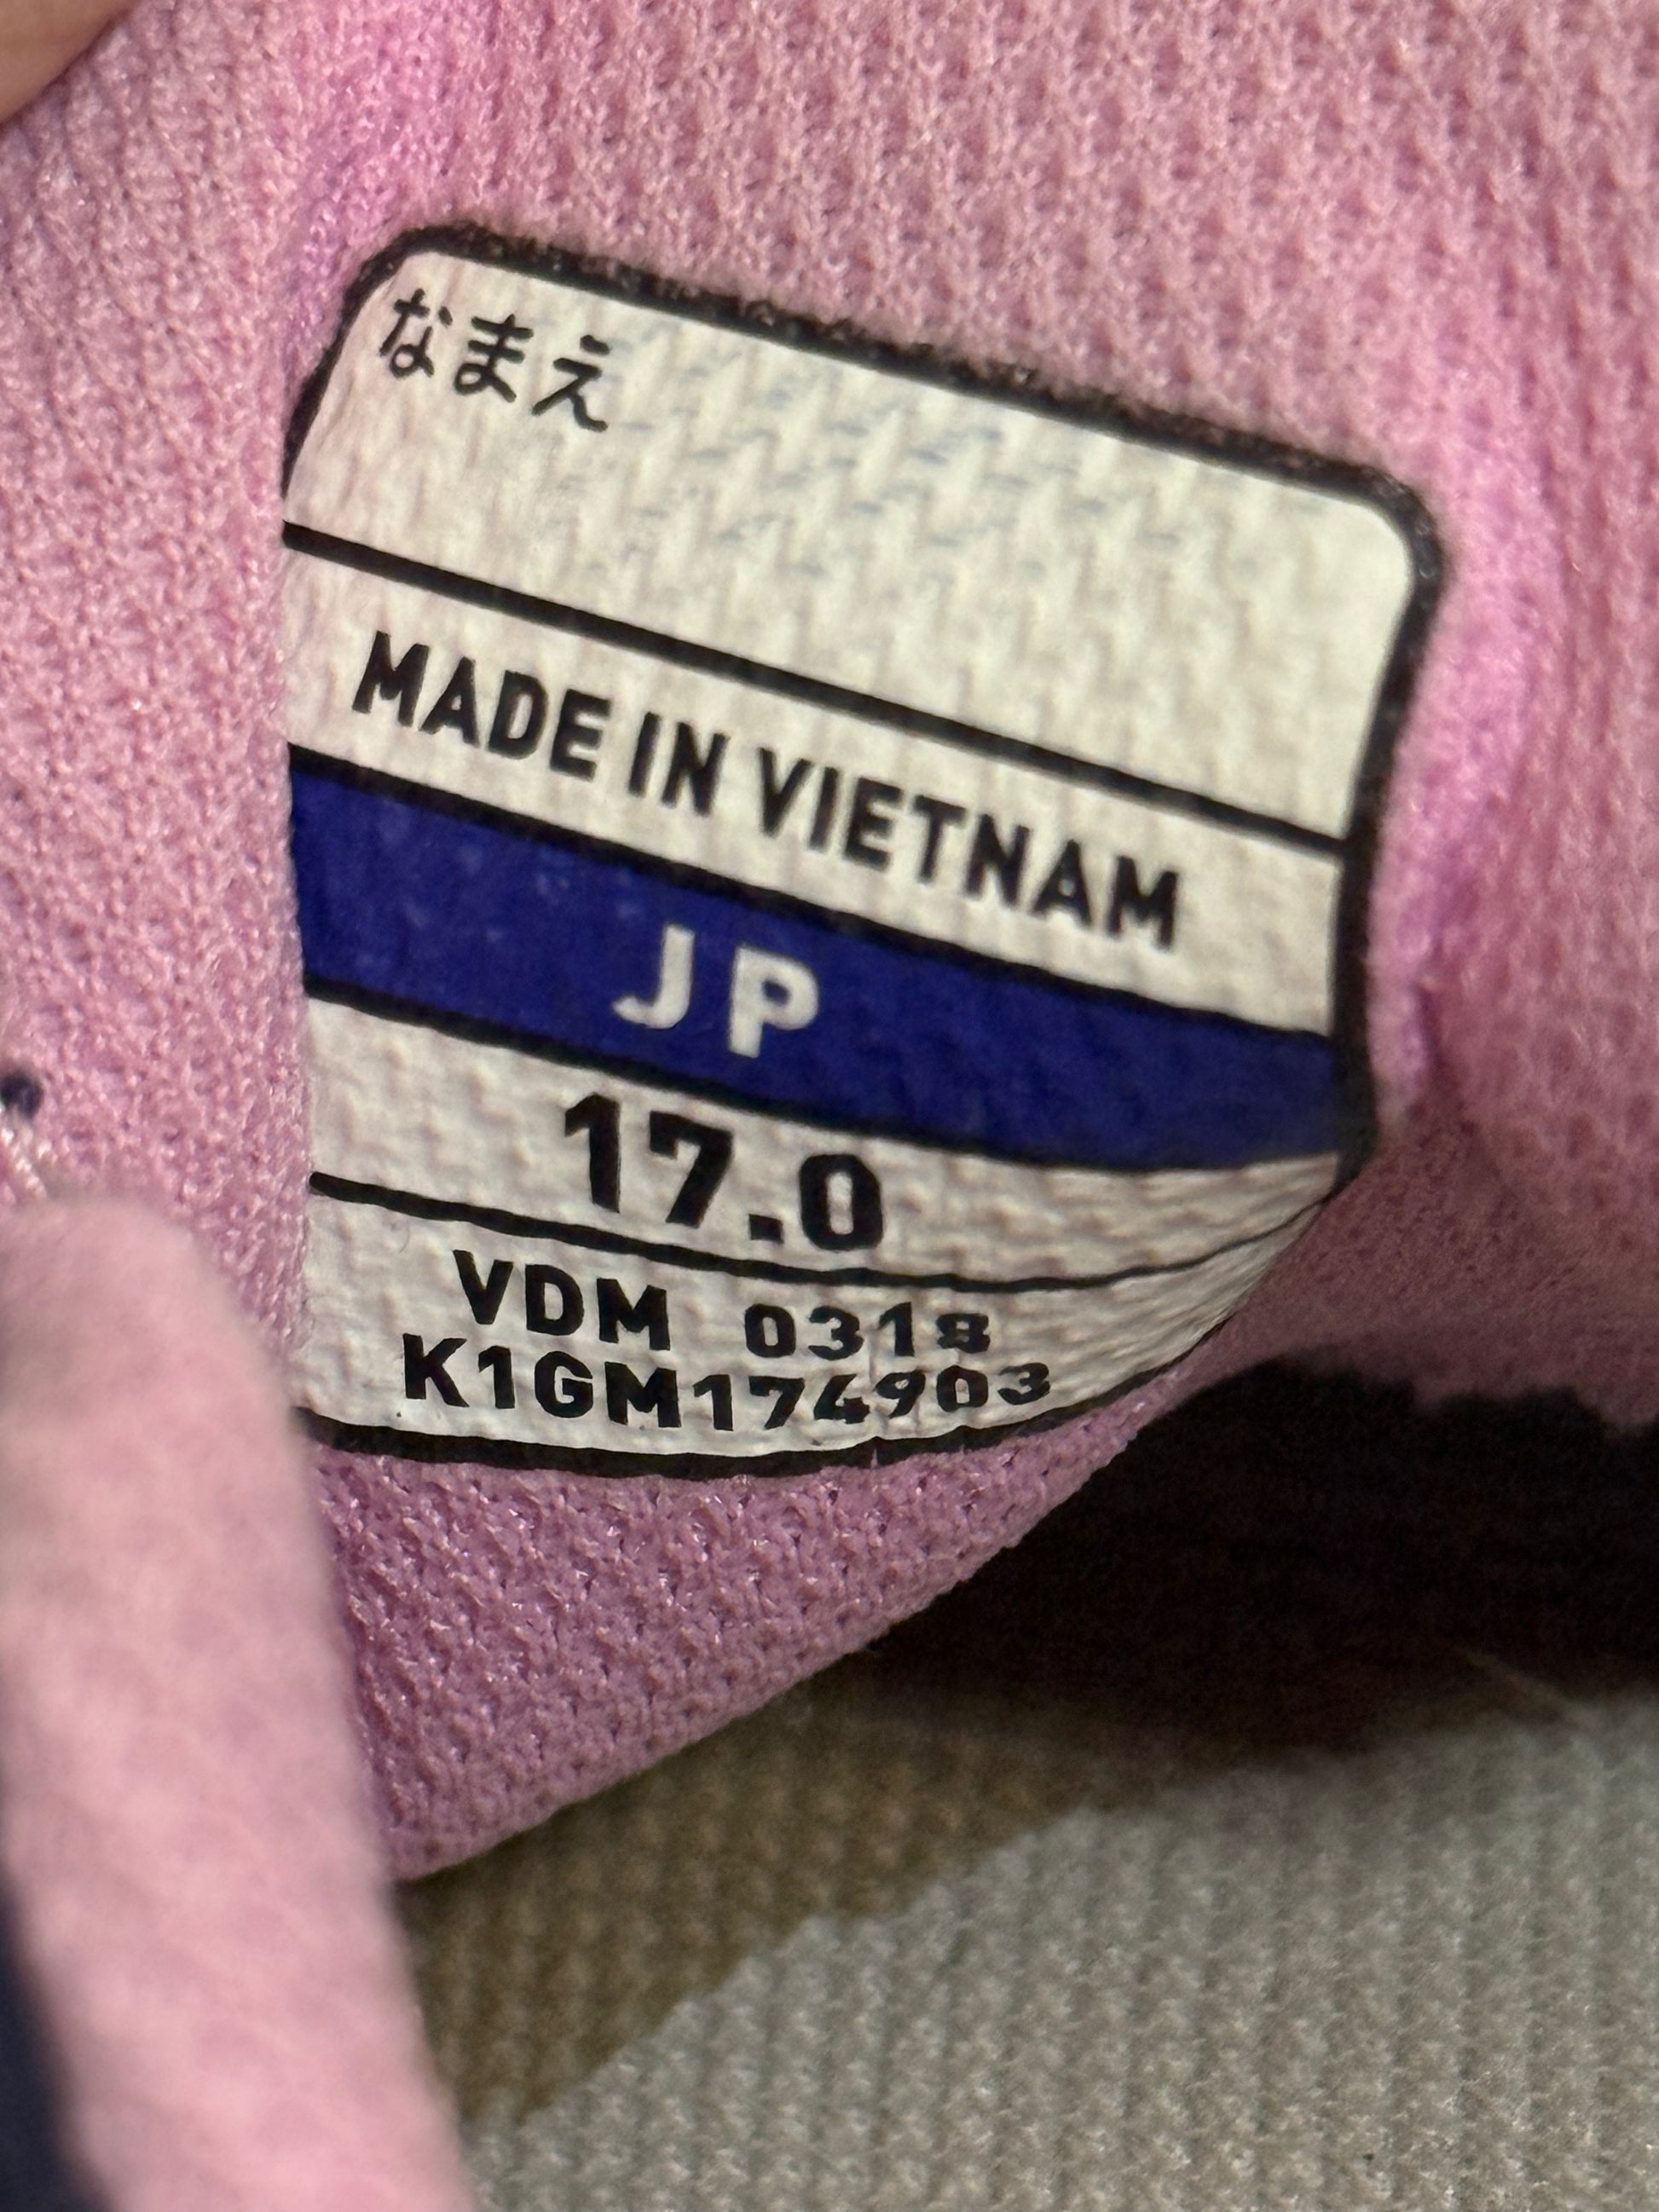 なまえ
MADE IN VIETNAM
JP
17.0
VDM 0318
K1GM174903